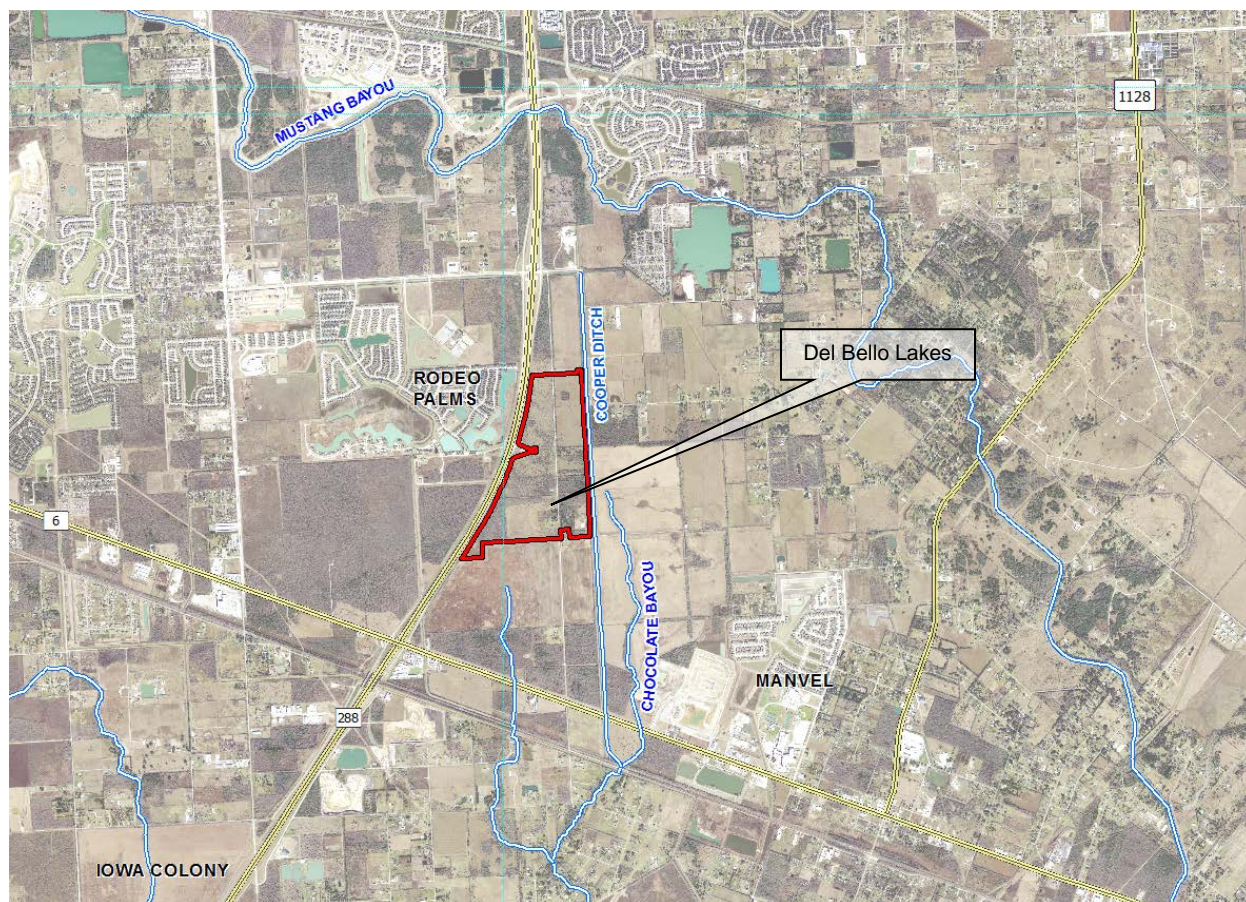 MUSTANG BAYOU
1128
COOPER DITCH
Del Bello Lakes
RODEO
PALMS
6
CHOCOLATE BAYOU
MANVEL
288
IOWA COLONY